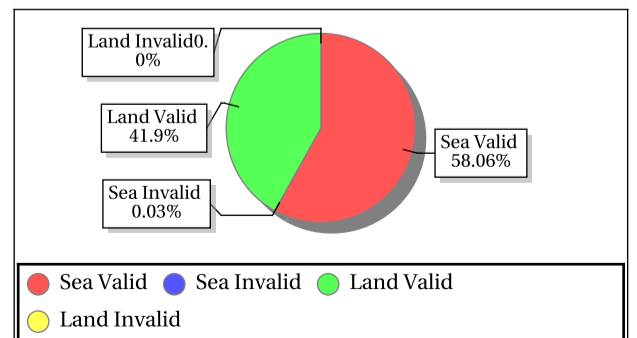 Land Invalid0.
0%
Land Valid
41.9%
Sea Valid
58.06%
Sea Invalid
0.03%
Sea Valid Sea Invalid Land Valid
Land Invalid